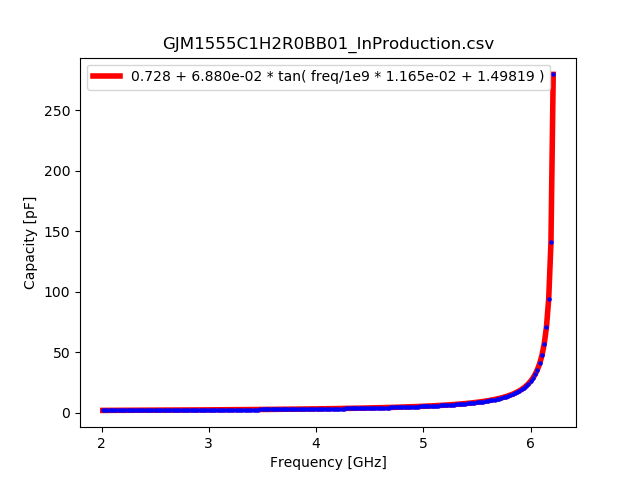 GJM1555C1H2R0BB01_InProduction.csv
0.728 + 6.880e-02 * tan( freq/1e9 * 1.165e-02 + 1.49819 )
250
200
150
100
50
0
Capacity [pF]
2 3 4 5 6
Frequency [GHz]